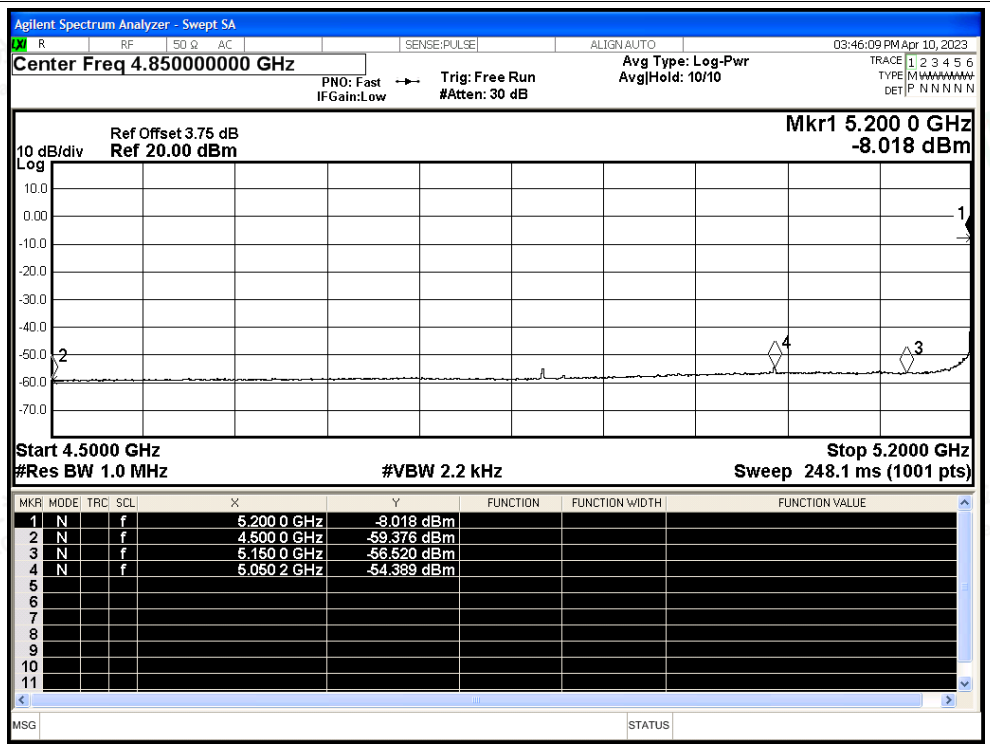 Agilent Spectrum Analyzer - Swept SA
LXI R RF 50 Ω AC SENSE:PULSE ALIGN AUTO 03:46:09 PM Apr 10, 2023
Center Freq 4.850000000 GHz
PNO: Fast
IFGain:Low
Trig: Free Run
#Atten: 30 dB
Avg Type: Log-Pwr
Avg|Hold: 10/10
TRACE 1 2 3 4 5 6
TYPE M WWWWW
DET P N N N N N
Mkr1 5.200 0 GHz
-8.018 dBm
Ref Offset 3.75 dB
10 dB/div Ref 20.00 dBm
Log
10.0
0.00
-10.0
-20.0
-30.0
-40.0
-50.0
-60.0
-70.0
1
2
4
3
Start 4.5000 GHz Stop 5.2000 GHz
#Res BW 1.0 MHz #VBW 2.2 kHz Sweep 248.1 ms (1001 pts)
MKR MODE TRC SCL X Y FUNCTION FUNCTION WIDTH FUNCTION VALUE
1 N f 5.200 0 GHz -8.018 dBm
2 N f 4.500 0 GHz -59.376 dBm
3 N f 5.150 0 GHz -56.520 dBm
4 N f 5.050 2 GHz -54.389 dBm
5
6
7
8
9
10
11
MSG STATUS